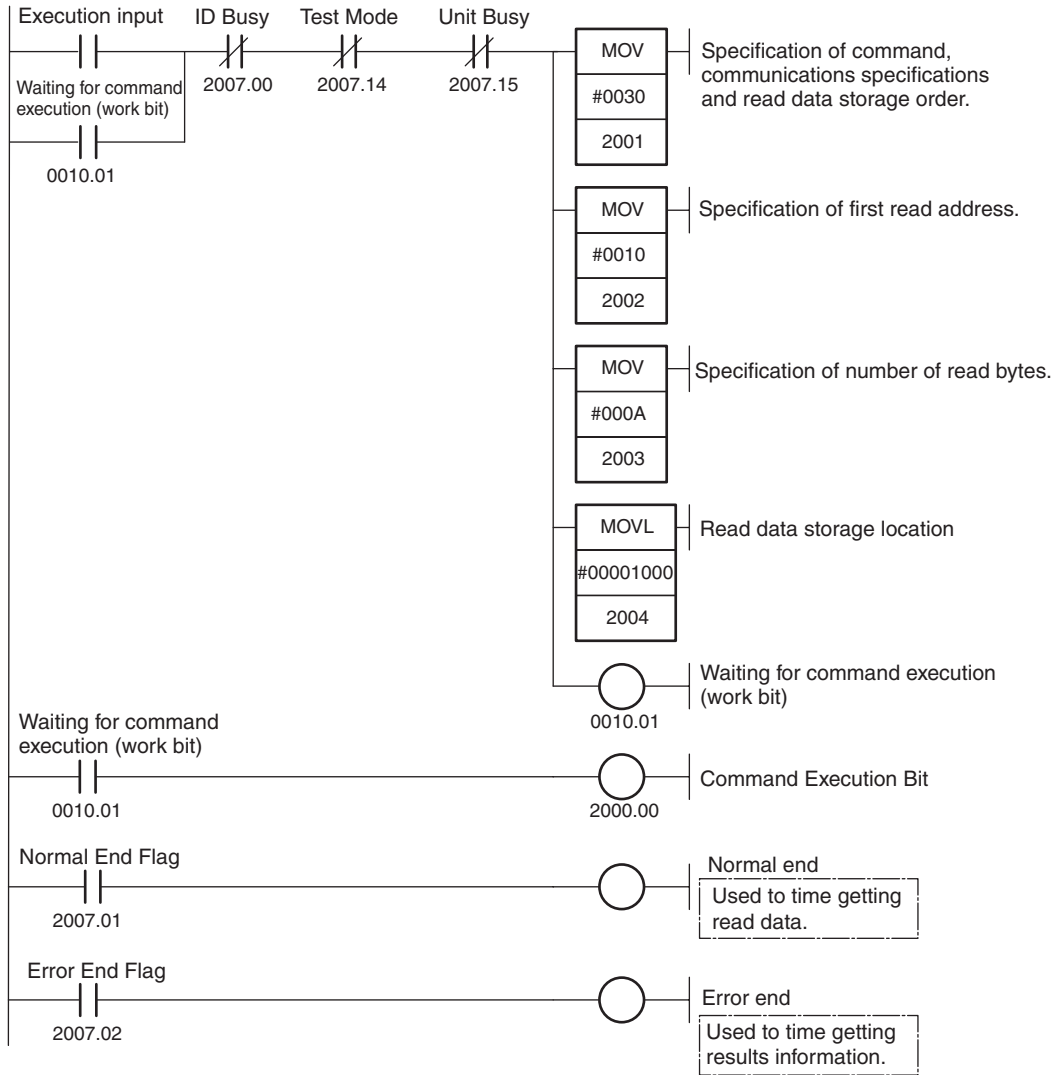 Execution input
ID Busy
Test Mode
Unit Busy
2007.00
2007.14
2007.15
Waiting for command
execution (work bit)
0010.01
MOV
#0030
2001
Specification of command,
communications specifications
and read data storage order.
MOV
#0010
2002
Specification of first read address.
MOV
#000A
2003
Specification of number of read bytes.
MOVL
#00001000
2004
Read data storage location
0010.01
Waiting for command execution
(work bit)
Waiting for command
execution (work bit)
0010.01
2000.00
Command Execution Bit
Normal End Flag
2007.01
Normal end
Used to time getting
read data.
Error End Flag
2007.02
Error end
Used to time getting
results information.